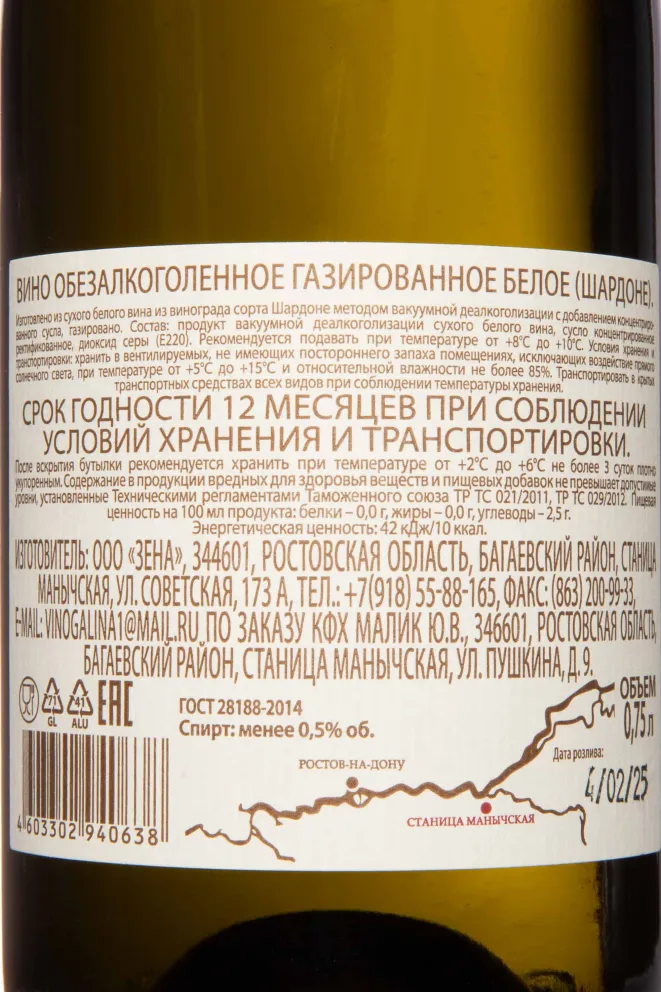 ВИНО ОБЕЗАЛКОГОЛЕННОЕ ГАЗИРОВАННОЕ БЕЛОЕ (ШАРДОНЕ).
Изготовлено из сухого белого вина из винограда сорта Шардоне методом вакуумной деалкоголизации с добавлением концентриро-
ванного сусла, газировано. Состав: продукт вакуумной деалкоголизации сухого белого вина, сусло концентрированное
ректифированное, диоксид серы (Е220). Рекомендуется подавать при температуре от +8°С до +10°С. Условия хранения и
транспортировки: хранить в вентилируемых, не имеющих постороннего запаха помещениях, исключающих воздействие прямого
солнечного света, при температуре от +5°С до +15°С и относительной влажности не более 85%. Транспортировать в крытых
транспортных средствах всех видов при соблюдении температуры хранения.
СРОК ГОДНОСТИ 12 МЕСЯЦЕВ ПРИ СОБЛЮДЕНИИ
УСЛОВИЙ ХРАНЕНИЯ И ТРАНСПОРТИРОВКИ.
После вскрытия бутылки рекомендуется хранить при температуре от +2°С до +6°С не более 3 суток плотно
укупоренным. Содержание в продукции вредных для здоровья веществ и пищевых добавок не превышает допустимые
уровни, установленные Техническими регламентами Таможенного союза ТР ТС 021/2011, ТР ТС 029/2012. Пищевая
ценность на 100 мл продукта: белки – 0,0 г, жиры – 0,0 г, углеводы – 2,5 г.
Энергетическая ценность: 42 кДж/10 ккал.
ИЗГОТОВИТЕЛЬ: ООО «ЗЕНА», 344601, РОСТОВСКАЯ ОБЛАСТЬ, БАГАЕВСКИЙ РАЙОН, СТАНИЦА
МАНЫЧСКАЯ, УЛ. СОВЕТСКАЯ, 173 А, ТЕЛ.: +7(918) 55-88-165, ФАКС: (863) 200-99-33,
E-MAIL: VINOGALINA1@MAIL.RU ПО ЗАКАЗУ КФХ МАЛИК Ю.В., 346601, РОСТОВСКАЯ ОБЛАСТЬ,
БАГАЕВСКИЙ РАЙОН, СТАНИЦА МАНЫЧСКАЯ, УЛ. ПУШКИНА, Д. 9.
71 GL
41 ALU
EAC
ГОСТ 28188-2014
Спирт: менее 0,5% об.
ОБЪЕМ
0,75 л
Дата розлива:
4/02/25
РОСТОВ-НА-ДОНУ
СТАНИЦА МАНЫЧСКАЯ
4 603302 940638